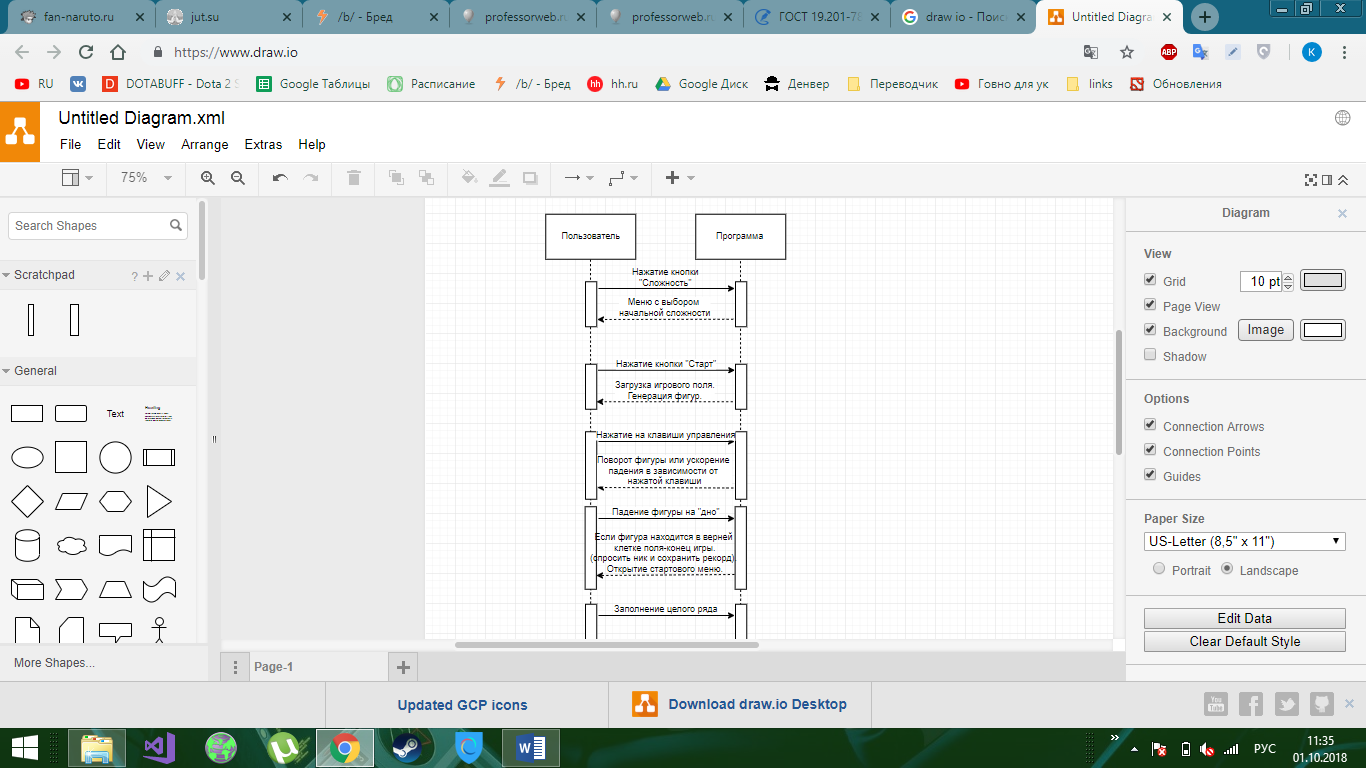 fan-naruto.ru
jut.su
/b/ - Бред
professorweb.r
professorweb.r
ГОСТ 19.201-78
draw io - Поис
Untitled Diagra
https://www.draw.io
ABP
K
RU
DOTABUFF - Dota 2 S
Google Таблицы
Расписание
/b/ - Бред
hh
hh.ru
Google Диск
Денвер
Переводчик
Говно для ук
links
Обновления
Untitled Diagram.xml
File Edit View Arrange Extras Help
75%
Search Shapes
Scratchpad
?
General
Text
Heading
More Shapes...
Пользователь
Программа
Нажатие кнопки
"Сложность"
Меню с выбором
начальной сложности
Нажатие кнопки "Старт"
Загрузка игрового поля.
Генерация фигур.
Нажатие на клавиши управления
Поворот фигуры или ускорение
падения в зависимости от
нажатой клавиши
Падение фигуры на "дно"
Если фигура находится в верней
клетке поля-конец игры.
(спросить ник и сохранить рекорд).
Открытие стартового меню.
Заполнение целого ряда
Diagram
View
Grid
10 pt
Page View
Background
Image
Shadow
Options
Connection Arrows
Connection Points
Guides
Paper Size
US-Letter (8,5" x 11")
Portrait
Landscape
Edit Data
Clear Default Style
Page-1
Updated GCP icons
Download draw.io Desktop
You
Tube
РУС
11:35
01.10.2018